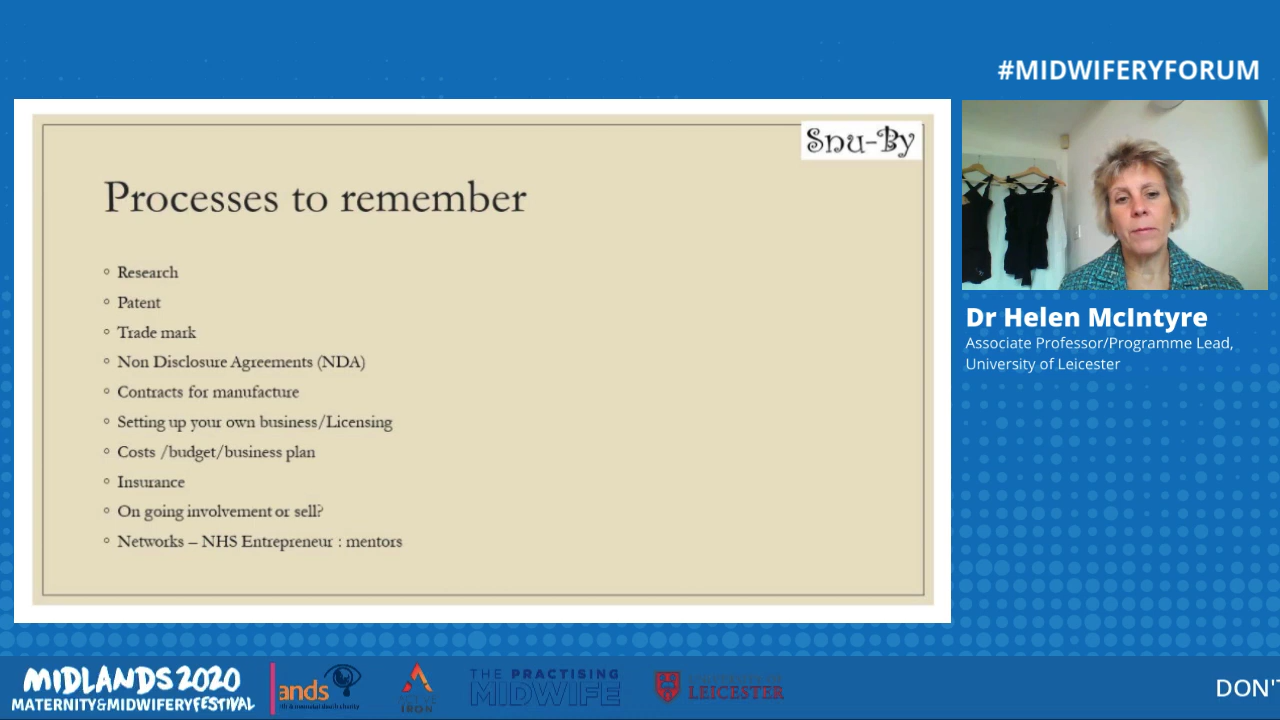 #MIDWIFERYFORUM
Snu-By
Processes to remember
Research
Patent
Trade mark
Non Disclosure Agreements (NDA)
Contracts for manufacture
Setting up your own business/Licensing
Costs /budget/business plan
Insurance
On going involvement or sell?
Networks – NHS Entrepreneur : mentors
Dr Helen McIntyre
Associate Professor/Programme Lead,
University of Leicester
MIDLANDS 2020
MATERNITY&MIDWIFERYFESTIVAL
ands
IRON
THE PRACTISING
MIDWIFE
LEICESTER
DON'T